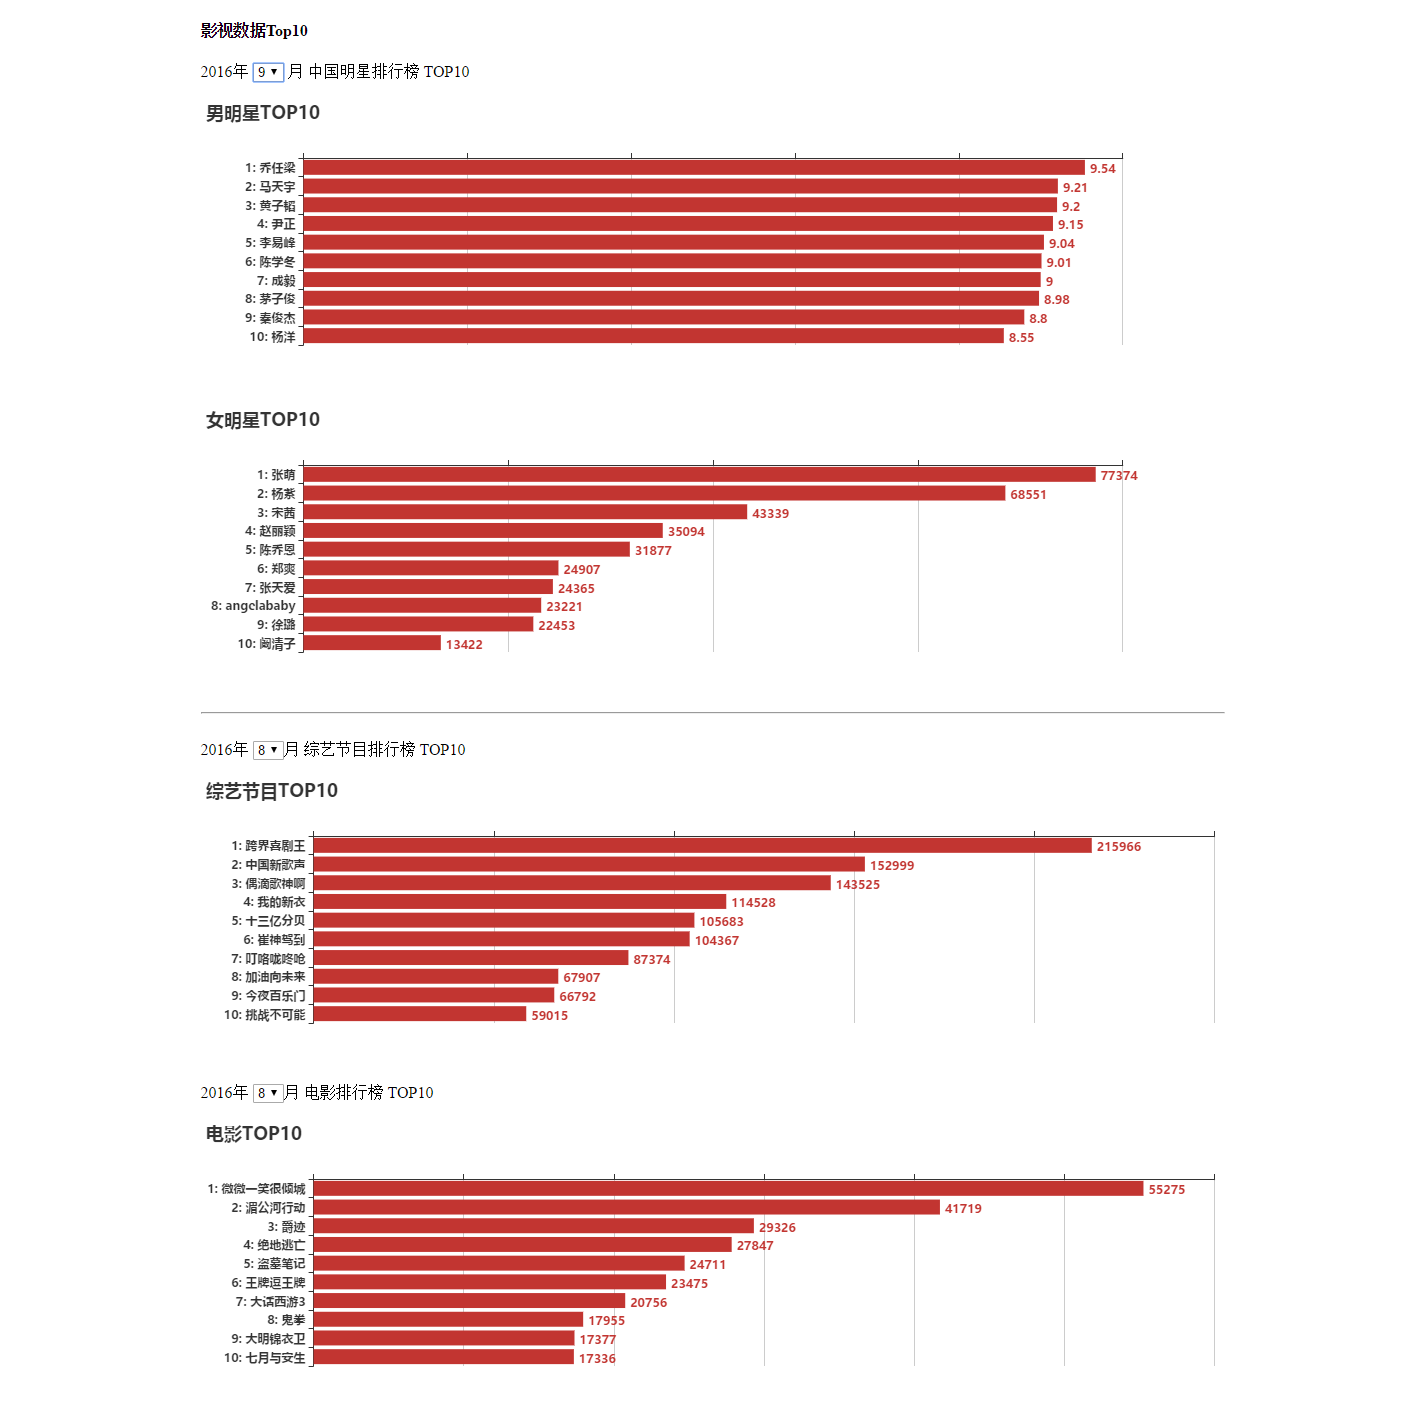 影视数据Top10
2016年 9 月 中国明星排行榜 TOP10
男明星TOP10
1: 乔任梁 9.54
2: 马天宇 9.21
3: 黄子韬 9.2
4: 尹正 9.15
5: 李易峰 9.04
6: 陈学冬 9.01
7: 成毅 9
8: 茅子俊 8.98
9: 秦俊杰 8.8
10: 杨洋 8.55
女明星TOP10
1: 张萌 77374
2: 杨紫 68551
3: 宋茜 43339
4: 赵丽颖 35094
5: 陈乔恩 31877
6: 郑爽 24907
7: 张天爱 24365
8: angelababy 23221
9: 徐璐 22453
10: 阚清子 13422
2016年 8 月 综艺节目排行榜 TOP10
综艺节目TOP10
1: 跨界喜剧王 215966
2: 中国新歌声 152999
3: 偶滴歌神啊 143525
4: 我的新衣 114528
5: 十三亿分贝 105683
6: 崔神驾到 104367
7: 叮咯咙咚呛 87374
8: 加油向未来 67907
9: 今夜百乐门 66792
10: 挑战不可能 59015
2016年 8 月 电影排行榜 TOP10
电影TOP10
1: 微微一笑很倾城 55275
2: 湄公河行动 41719
3: 爵迹 29326
4: 绝地逃亡 27847
5: 盗墓笔记 24711
6: 王牌逗王牌 23475
7: 大话西游3 20756
8: 鬼拳 17955
9: 大明锦衣卫 17377
10: 七月与安生 17336